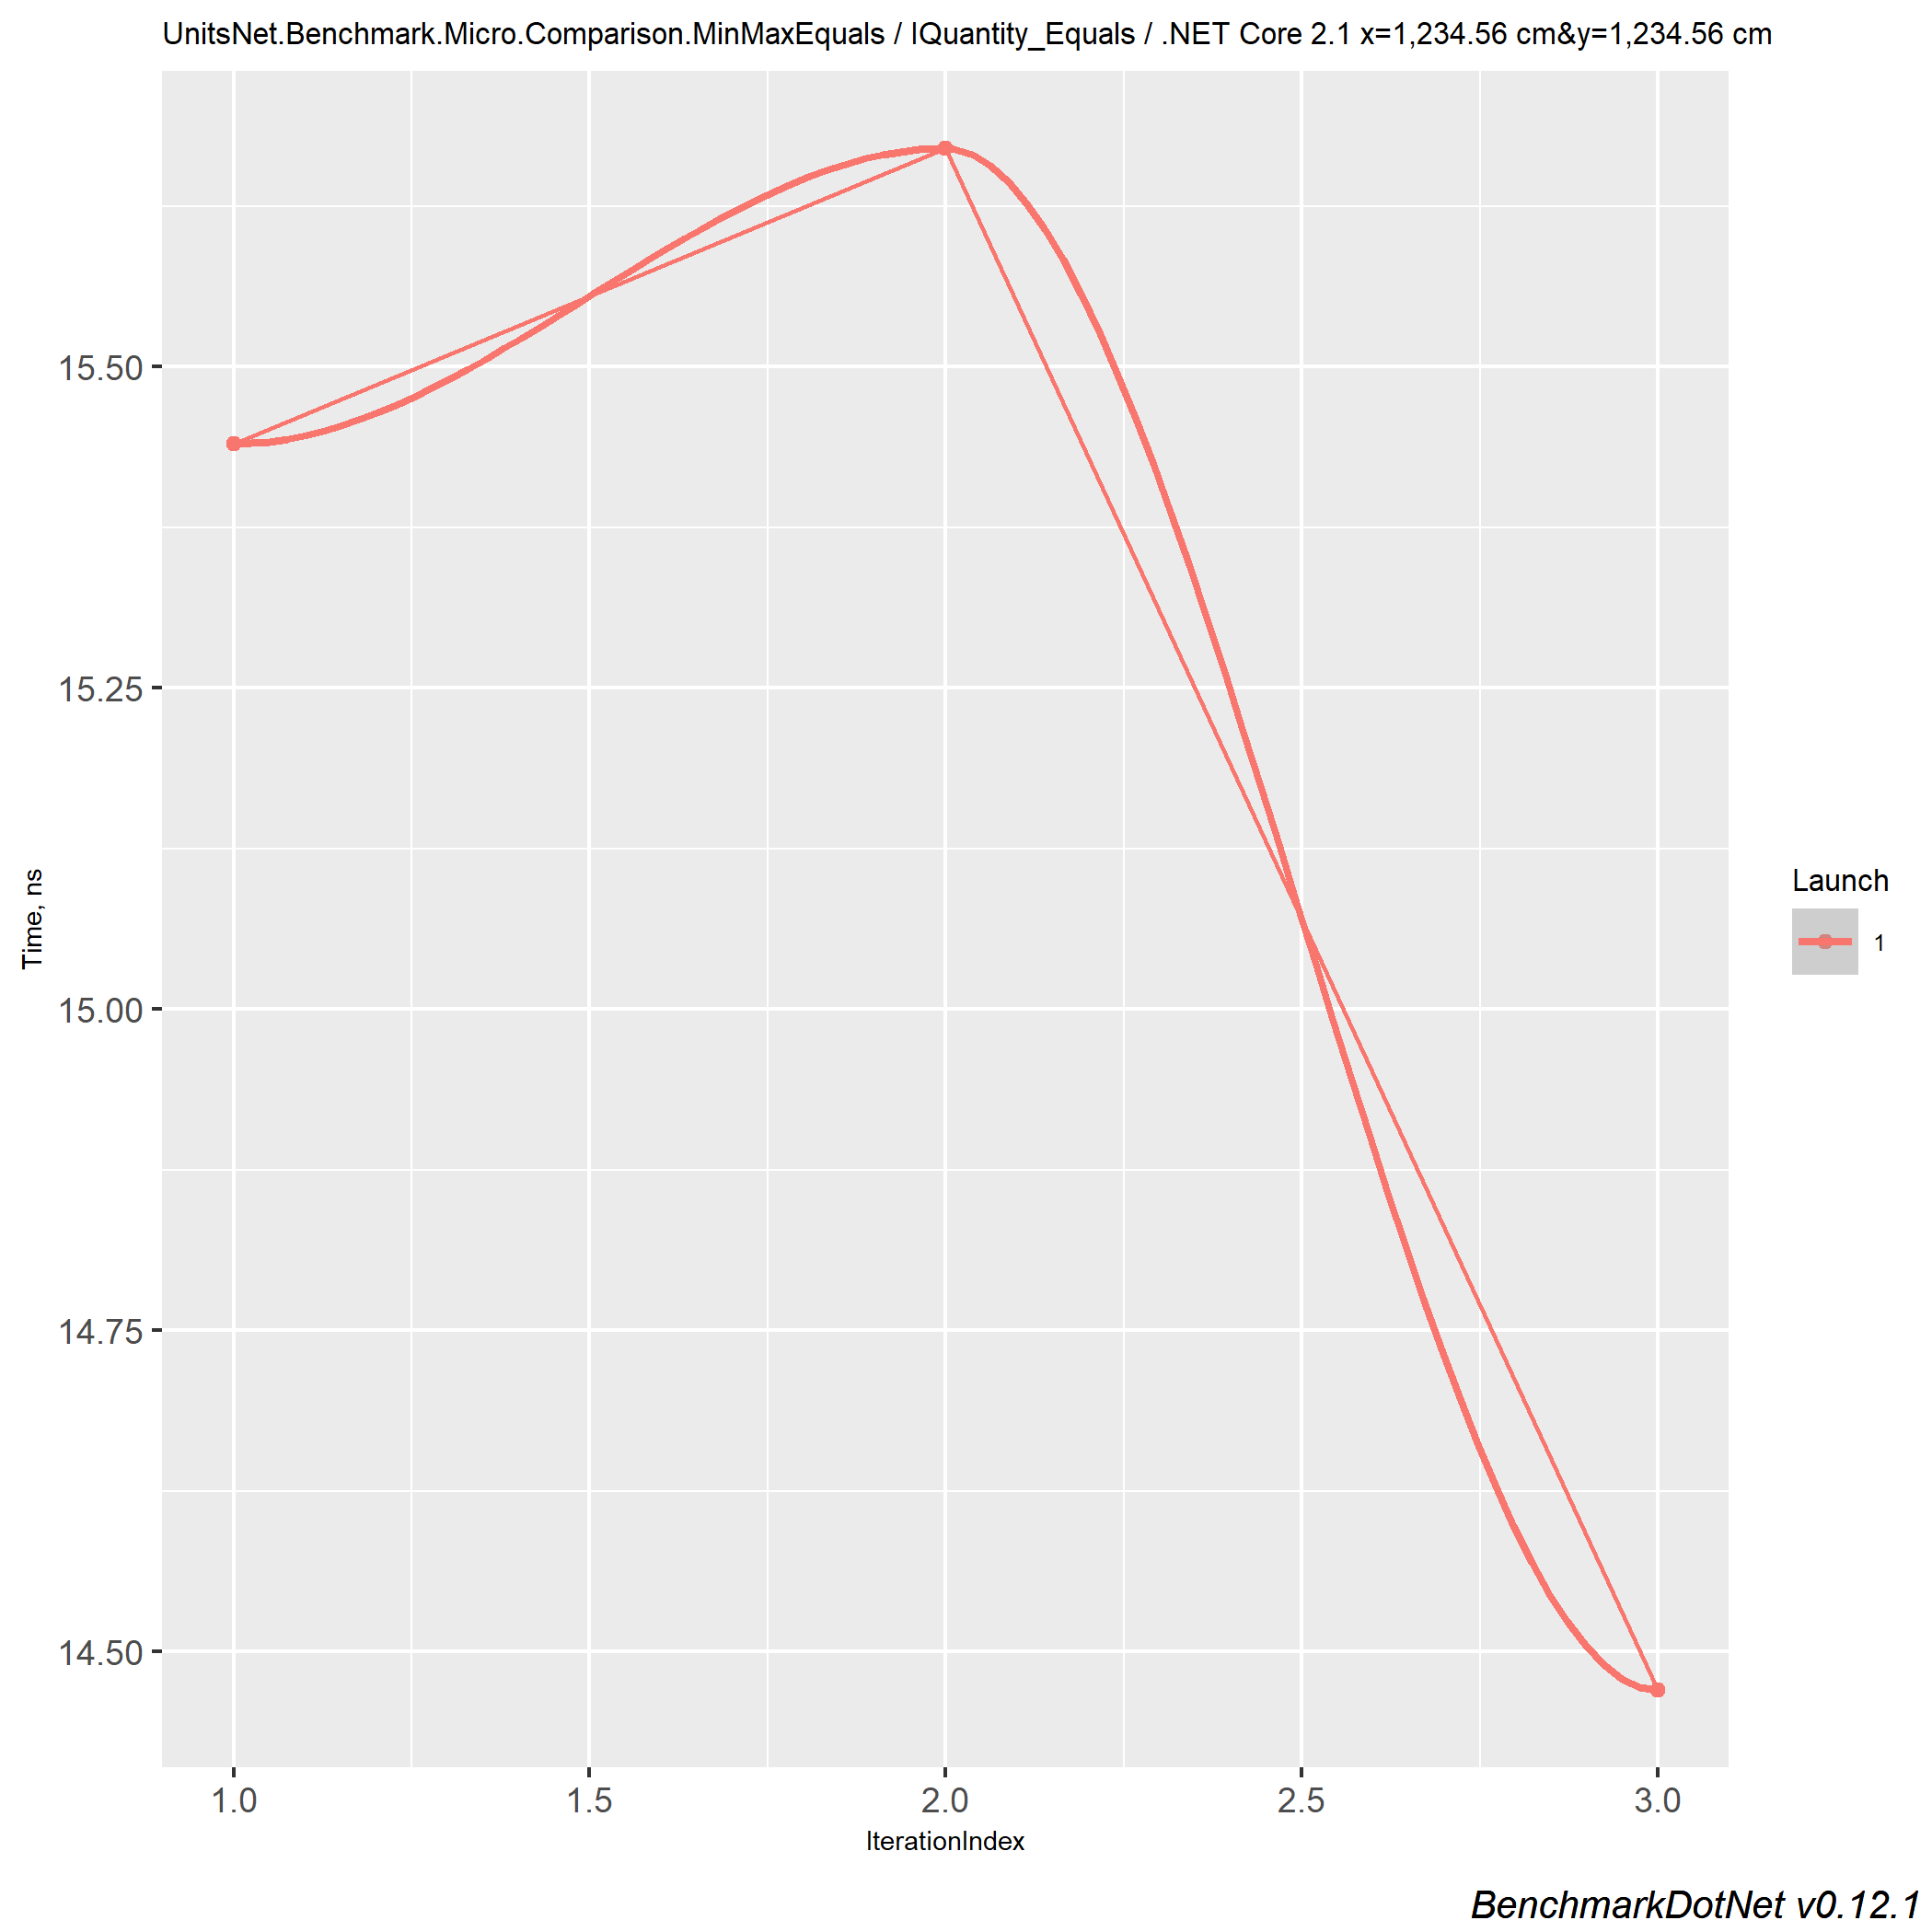 UnitsNet.Benchmark.Micro.Comparison.MinMaxEquals / IQuantity_Equals / .NET Core 2.1 x=1,234.56 cm&y=1,234.56 cm
15.50
15.25
15.00
14.75
14.50
Time, ns
1.0 1.5 2.0 2.5 3.0
IterationIndex
Launch
1
BenchmarkDotNet v0.12.1